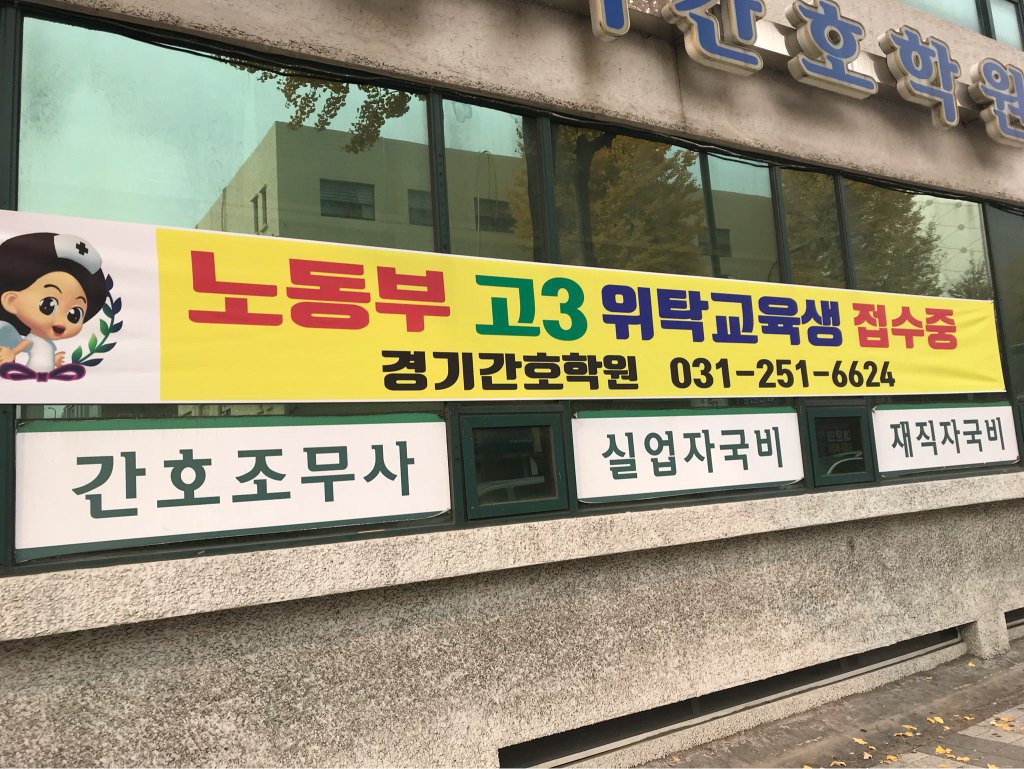 간호학원
노동부 고3 위탁교육생 접수중
경기간호학원 031-251-6624
간호조무사
실업자국비
재직자국비